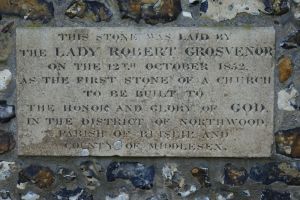 THIS STONE WAS LAID BY
THE LADY ROBERT GROSVENOR
ON THE 12TH OCTOBER 1852.
AS THE FIRST STONE OF A CHURCH
TO BE BUILT TO
THE HONOR AND GLORY OF GOD.
IN THE DISTRICT OF NORTHWOOD
PARISH OF RUISLIP AND
COUNTY OF MIDDLESEX.